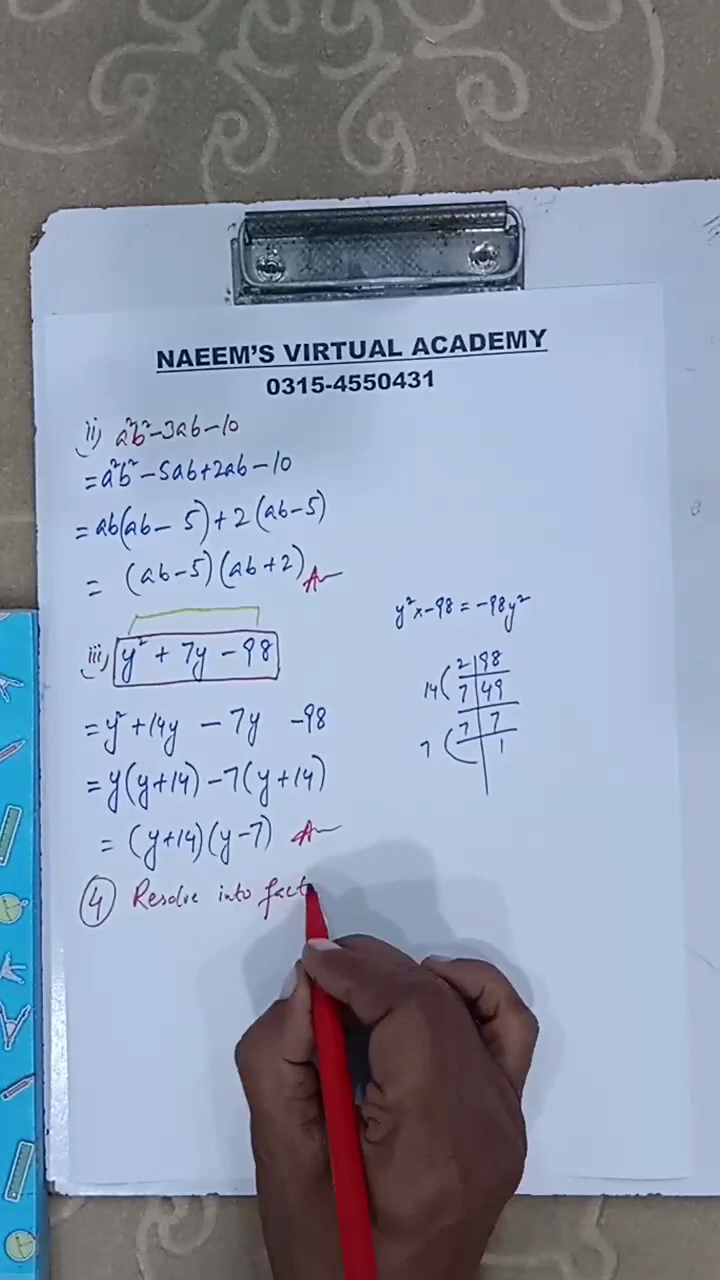 NAEEM'S VIRTUAL ACADEMY
0315-4550431
ii) a²b²-3ab-10
=a²b²-5ab+2ab-10
=ab(ab-5)+2(ab-5)
= (ab-5)(ab+2)
iii) y²+7y-98
=y²+14y -7y -98
=y(y+14)-7(y+14)
= (y+14)(y-7)
y²x-98=-98y²
2 98
14( 7 49
7 7
7( 1
4 Resolve into fact